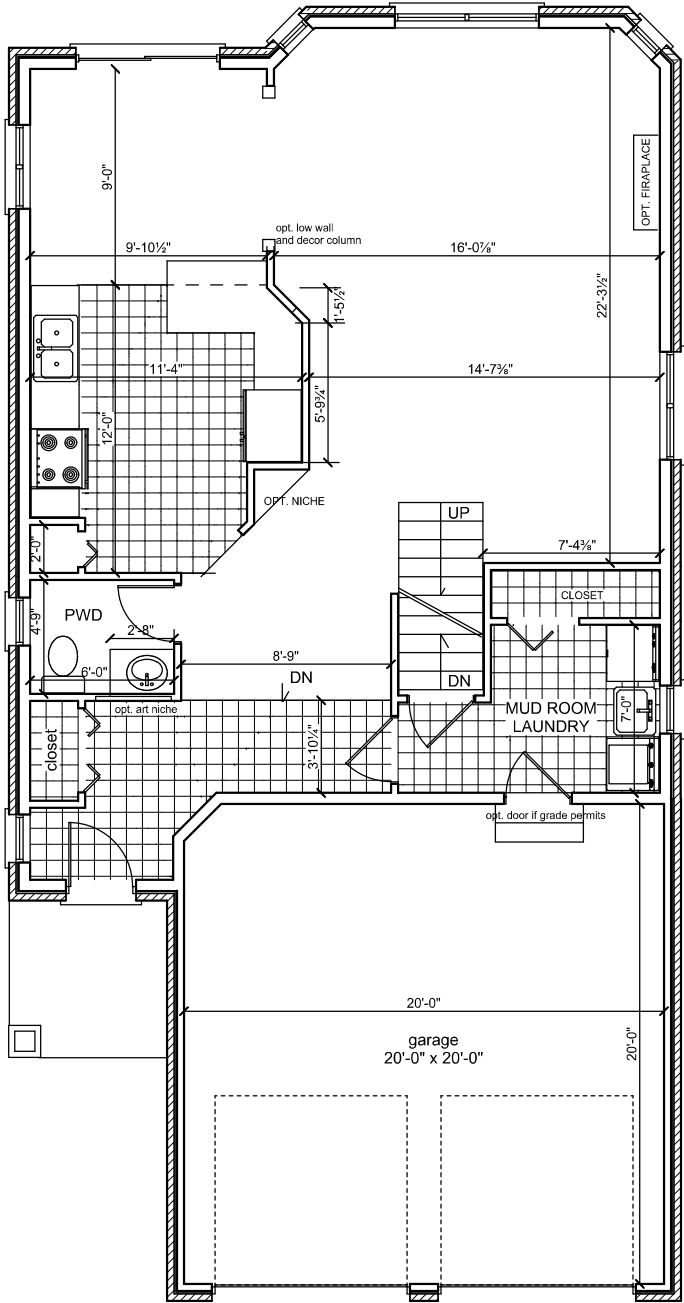 OPT. FIRAPLACE
9'-0"
opt. low wall
and decor column
9'-10½"
16'-0⅞"
22'-3½"
1'-5½"
11'-4"
14'-7⅜"
5'-9¾"
12'-0"
OPT. NICHE
UP
2'-0"
7'-4⅜"
CLOSET
PWD
4'-9"
2'-8"
8'-9"
6'-0"
DN
DN
opt. art niche
MUD ROOM
LAUNDRY
7'-0"
closet
3'-10¼"
opt. door if grade permits
20'-0"
garage
20'-0" x 20'-0"
20'-0"